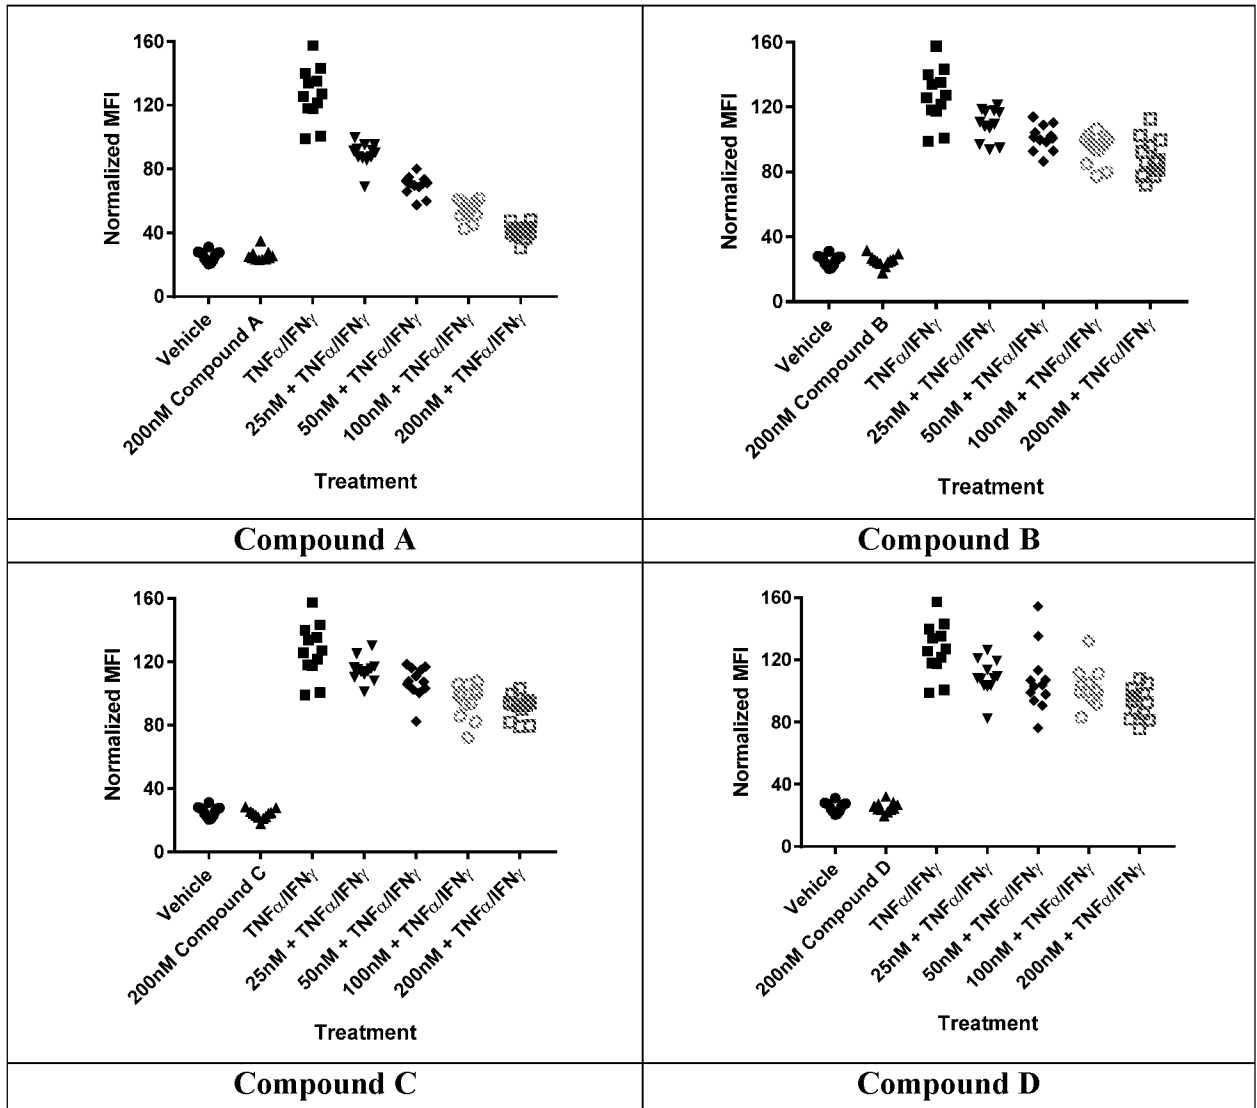 160
120
80
40
0
Normalized MFI
Vehicle
200nM Compound A
TNFα/IFNγ
25nM + TNFα/IFNγ
50nM + TNFα/IFNγ
100nM + TNFα/IFNγ
200nM + TNFα/IFNγ
Treatment
160
120
80
40
0
Normalized MFI
Vehicle
200nM Compound B
TNFα/IFNγ
25nM + TNFα/IFNγ
50nM + TNFα/IFNγ
100nM + TNFα/IFNγ
200nM + TNFα/IFNγ
Treatment
Compound A
Compound B
160
120
80
40
0
Normalized MFI
Vehicle
200nM Compound C
TNFα/IFNγ
25nM + TNFα/IFNγ
50nM + TNFα/IFNγ
100nM + TNFα/IFNγ
200nM + TNFα/IFNγ
Treatment
160
120
80
40
0
Normalized MFI
Vehicle
200nM Compound D
TNFα/IFNγ
25nM + TNFα/IFNγ
50nM + TNFα/IFNγ
100nM + TNFα/IFNγ
200nM + TNFα/IFNγ
Treatment
Compound C
Compound D